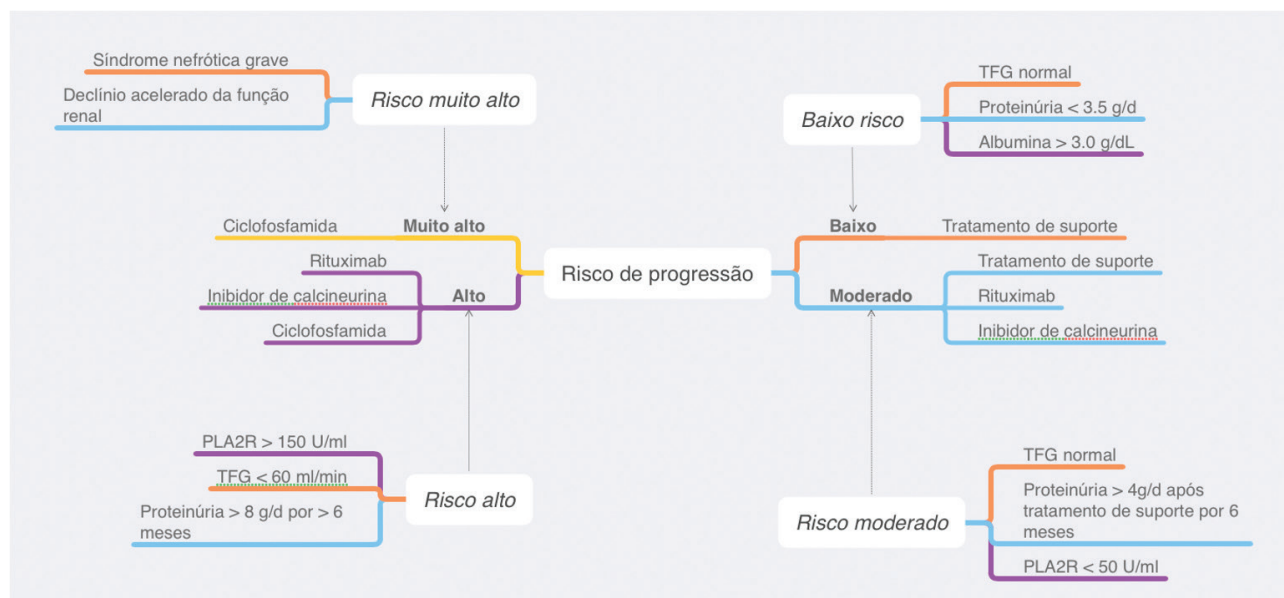 Síndrome nefrótica grave
Declínio acelerado da função
renal
Risco muito alto
TFG normal
Proteinúria < 3.5 g/d
Albumina > 3.0 g/dL
Baixo risco
Ciclofosfamida
Muito alto
Rituximab
Inibidor de calcineurina
Ciclofosfamida
Alto
Risco de progressão
Baixo
Tratamento de suporte
Moderado
Tratamento de suporte
Rituximab
Inibidor de calcineurina
PLA2R > 150 U/ml
TFG < 60 ml/min
Proteinúria > 8 g/d por > 6
meses
Risco alto
Risco moderado
TFG normal
Proteinúria > 4g/d após
tratamento de suporte por 6
meses
PLA2R < 50 U/ml